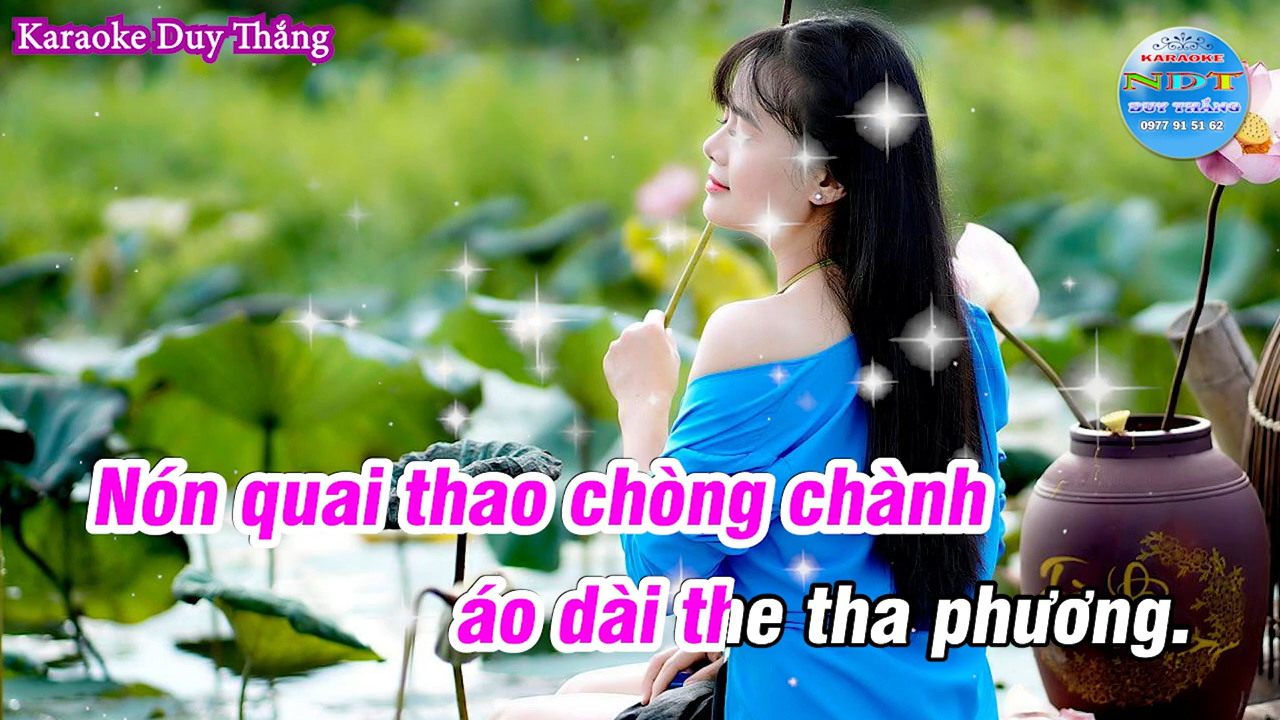 Karaoke Duy Thắng
KARAOKE
NDT
DUY THẮNG
0977 91 51 62
Nón quai thao chòng chành
áo dài the tha phương.